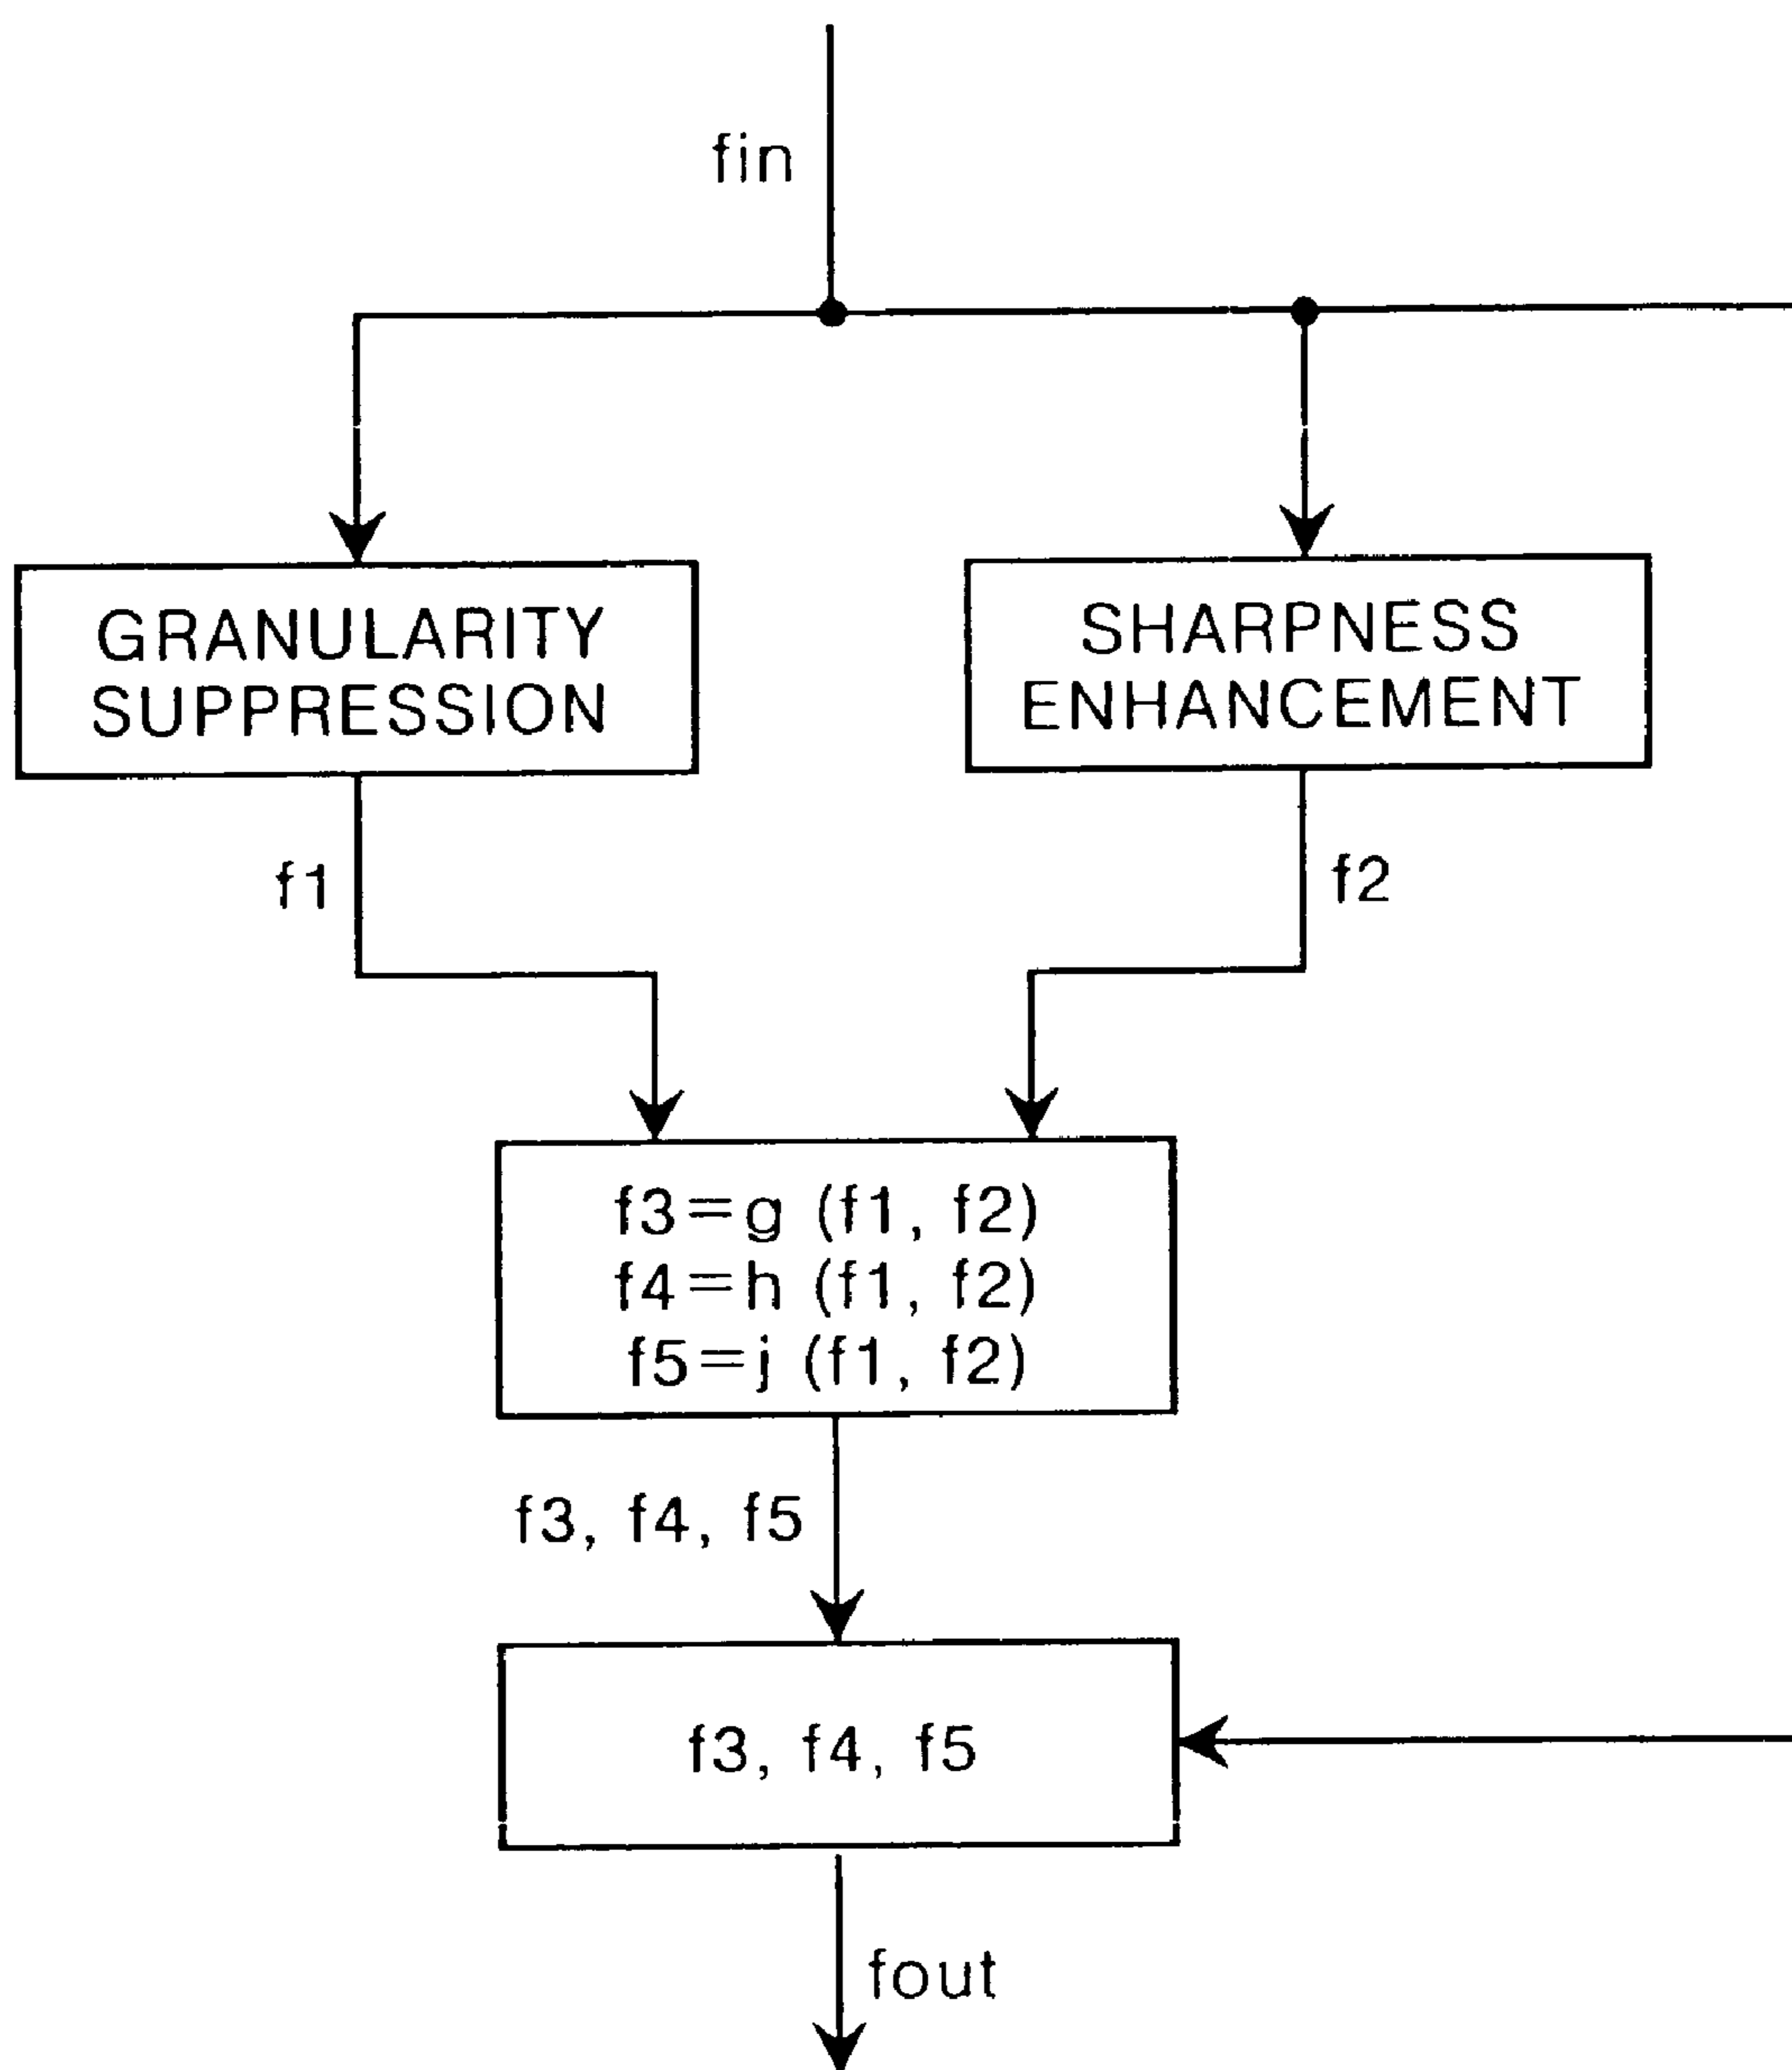 fin
GRANULARITY
SUPPRESSION
SHARPNESS
ENHANCEMENT
f1
f2
f3=g (f1, f2)
f4=h (f1, f2)
f5=j (f1, f2)
f3, f4, f5
f3, f4, f5
fout